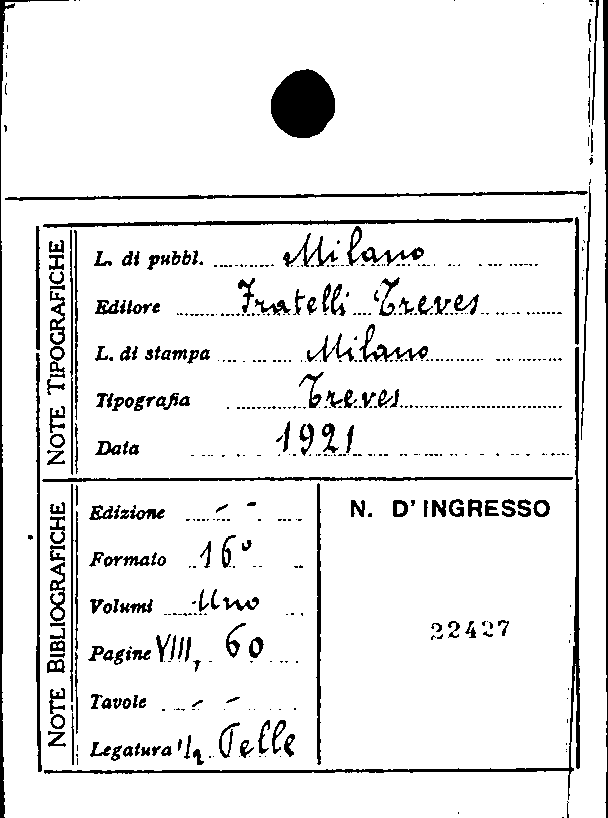 NOTE TIPOGRAFICHE
L. di pubbl. Milano
Editore Fratelli Treves
L. di stampa Milano
Tipografia Treves
Data 1921
NOTE BIBLIOGRAFICHE
Edizione - -
Formato 16°
Volumi Uno
Pagine VIII, 60
Tavole - -
Legatura 1/2 Pelle
N. D'INGRESSO
22427